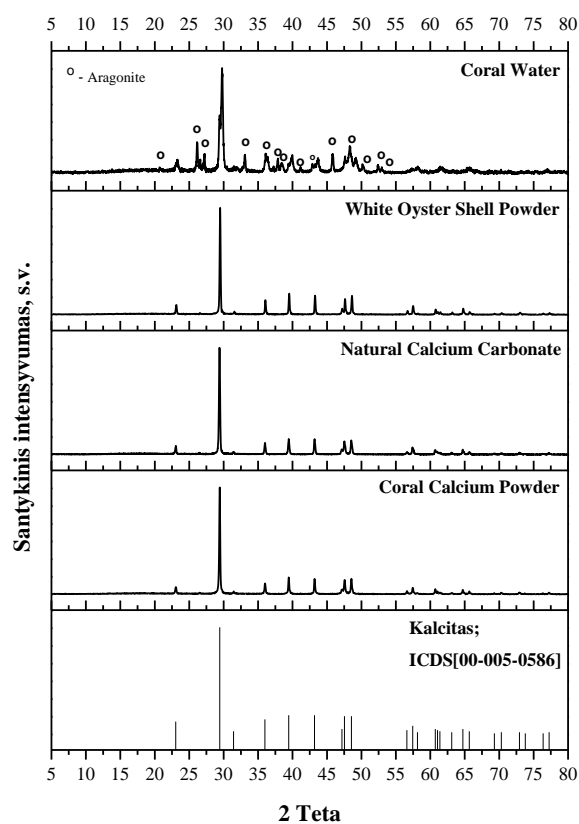 5 10 15 20 25 30 35 40 45 50 55 60 65 70 75 80
o - Aragonite
Coral Water
o o o o o o o o o o o o o o o
White Oyster Shell Powder
Natural Calcium Carbonate
Coral Calcium Powder
Kalcitas;
ICDS[00-005-0586]
Santykinis intensyvumas, s.v.
5 10 15 20 25 30 35 40 45 50 55 60 65 70 75 80
2 Teta